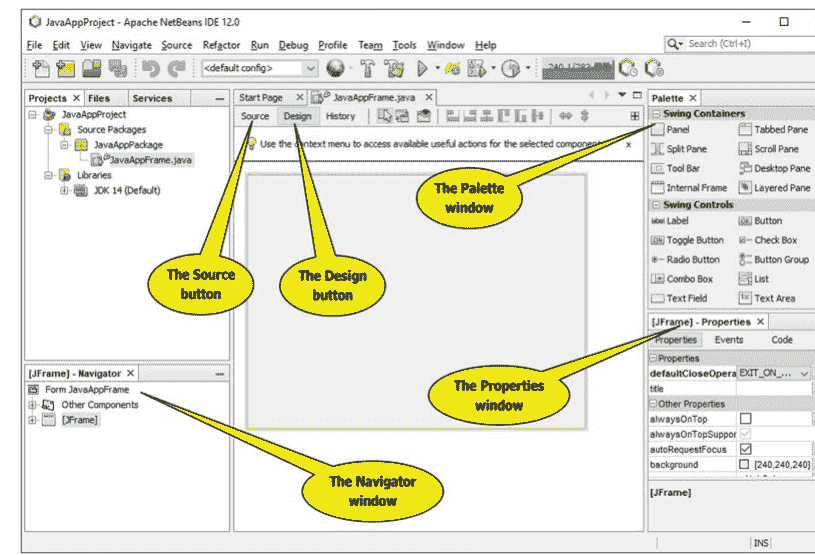 JavaAppProject - Apache NetBeans IDE 12.0
File Edit View Navigate Source Refactor Run Debug Profile Team Tools Window Help
Search (Ctrl+I)
<default config>
Projects Files Services
JavaAppProject
Source Packages
JavaAppPackage
JavaAppFrame.java
Libraries
JDK 14 (Default)
Start Page JavaAppFrame.java
Source Design History
Use the context menu to access available useful actions for the selected
The Palette
window
The Source
button
The Design
button
The Properties
window
The Navigator
window
Palette
Swing Containers
Panel Tabbed Pane
Split Pane Scroll Pane
Tool Bar Desktop Pane
Internal Frame Layered Pane
Swing Controls
Label Button
Toggle Button Check Box
Radio Button Button Group
Combo Box List
Text Field Text Area
[JFrame] - Properties
Properties Events Code
Properties
defaultCloseOpera EXIT_ON_...
title
Other Properties
alwaysOnTop
alwaysOnTopSuppor
autoRequestFocus
background [240,240,240]
[JFrame]
[JFrame] - Navigator
Form JavaAppFrame
Other Components
[JFrame]
INS